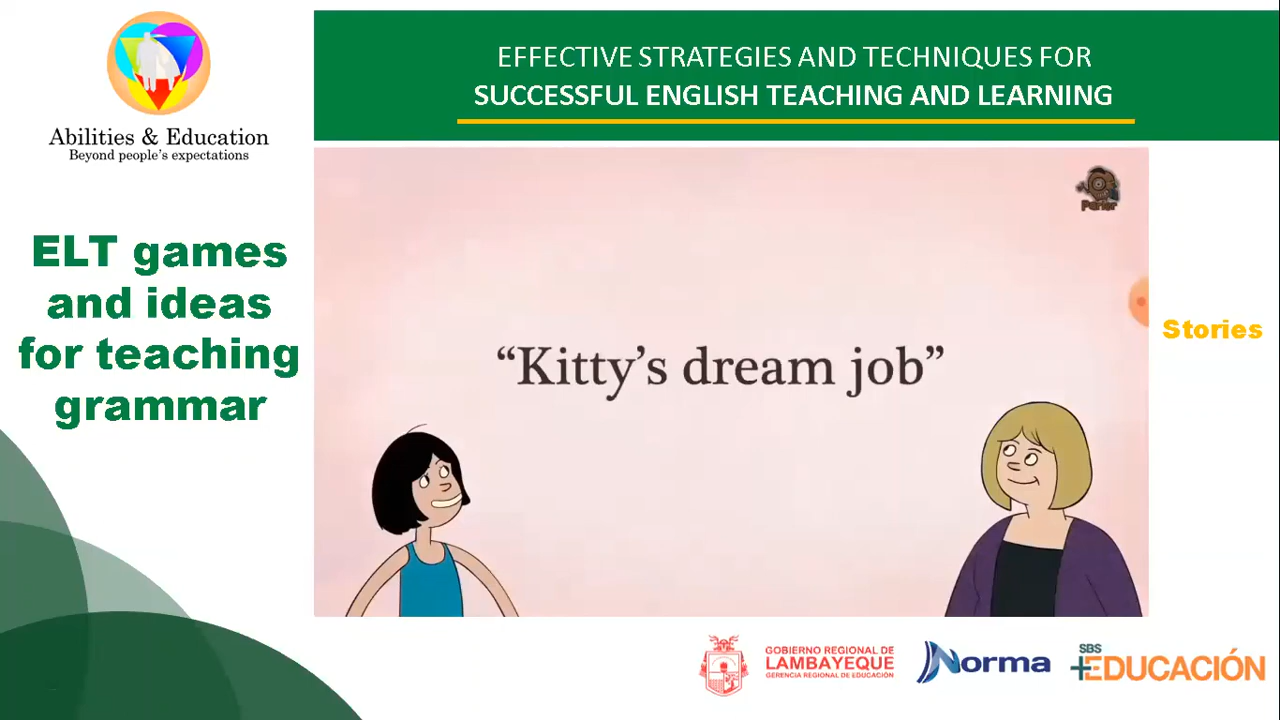 Abilities & Education
Beyond people's expectations
EFFECTIVE STRATEGIES AND TECHNIQUES FOR
SUCCESSFUL ENGLISH TEACHING AND LEARNING
ELT games
and ideas
for teaching
grammar
“Kitty’s dream job”
Stories
GOBIERNO REGIONAL DE
LAMBAYEQUE
GERENCIA REGIONAL DE EDUCACIÓN
Norma
SBS
EDUCACIÓN